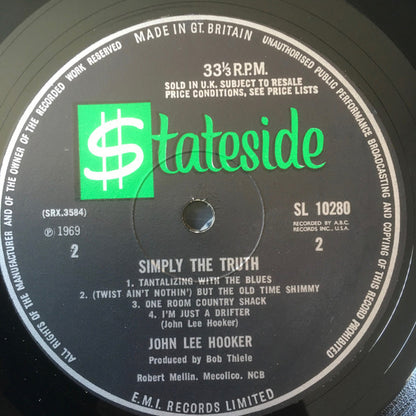 MADE IN GT. BRITAIN
UNAUTHORISED PUBLIC PERFORMANCE BROADCASTING AND COPYING OF THIS RECORD PROHIBITED
ALL RIGHTS OF THE MANUFACTURER AND OF THE OWNER OF THE RECORDED WORK RESERVED
33⅓ R.P.M.
SOLD IN U.K. SUBJECT TO RESALE
PRICE CONDITIONS, SEE PRICE LISTS
$tateside
(SRX.3584)
℗ 1969
2
SL 10280
RECORDED BY A.B.C.
RECORDS INC., U.S.A.
2
SIMPLY THE TRUTH
1. TANTALIZING WITH THE BLUES
2. (TWIST AIN'T NOTHIN') BUT THE OLD TIME SHIMMY
3. ONE ROOM COUNTRY SHACK
4. I'M JUST A DRIFTER
(John Lee Hooker)
JOHN LEE HOOKER
Produced by Bob Thiele
Robert Mellin. Mecolico. NCB
E.M.I. RECORDS LIMITED